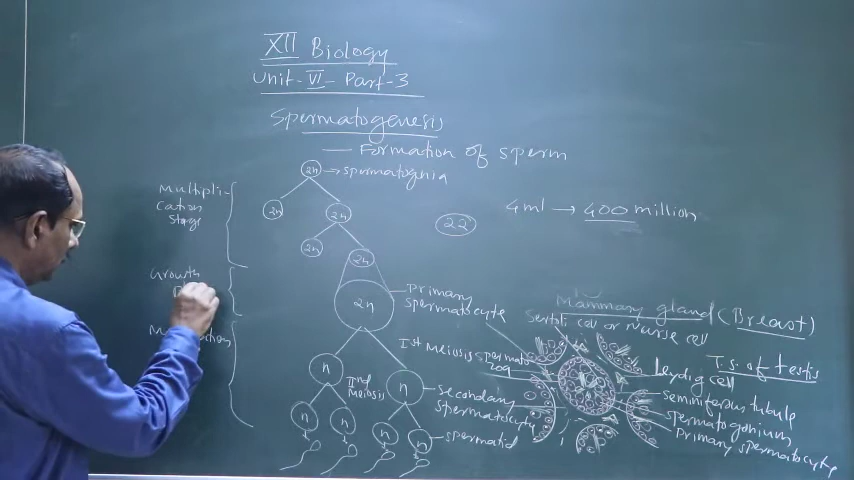 XII Biology
Unit-VI- Part-3
Spermatogenesis
— Formation of sperm
2n → spermatogonia
Multipli-
cation
Stage
2n 2n
22
4ml → 400 million
2n
2n
Growth
2n
Primary
spermatocyte
Mammary gland (Breast)
Sertoli cell or Nurse cell
Ist Meiosis
spermato
zoa
T.S. of testis
Leydig cell
n
n
IInd
meiosis
Secondary
spermatocyte
seminiferous tubule
spermatogonium
primary spermatocyte
n n n n
spermatid